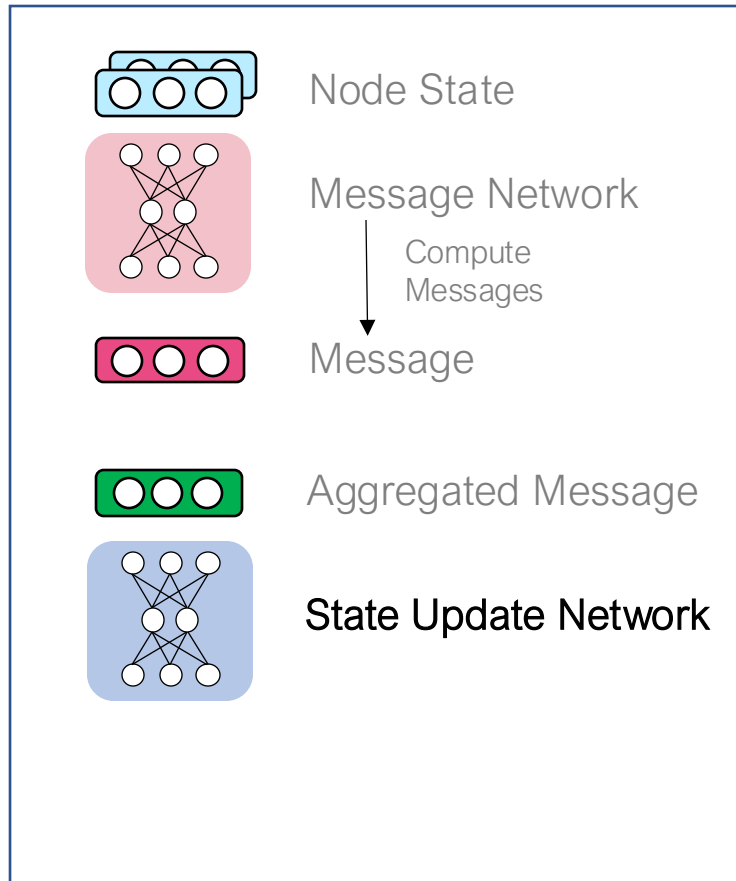 Node State
Message Network
Compute
Messages
Message
Aggregated Message
State Update Network